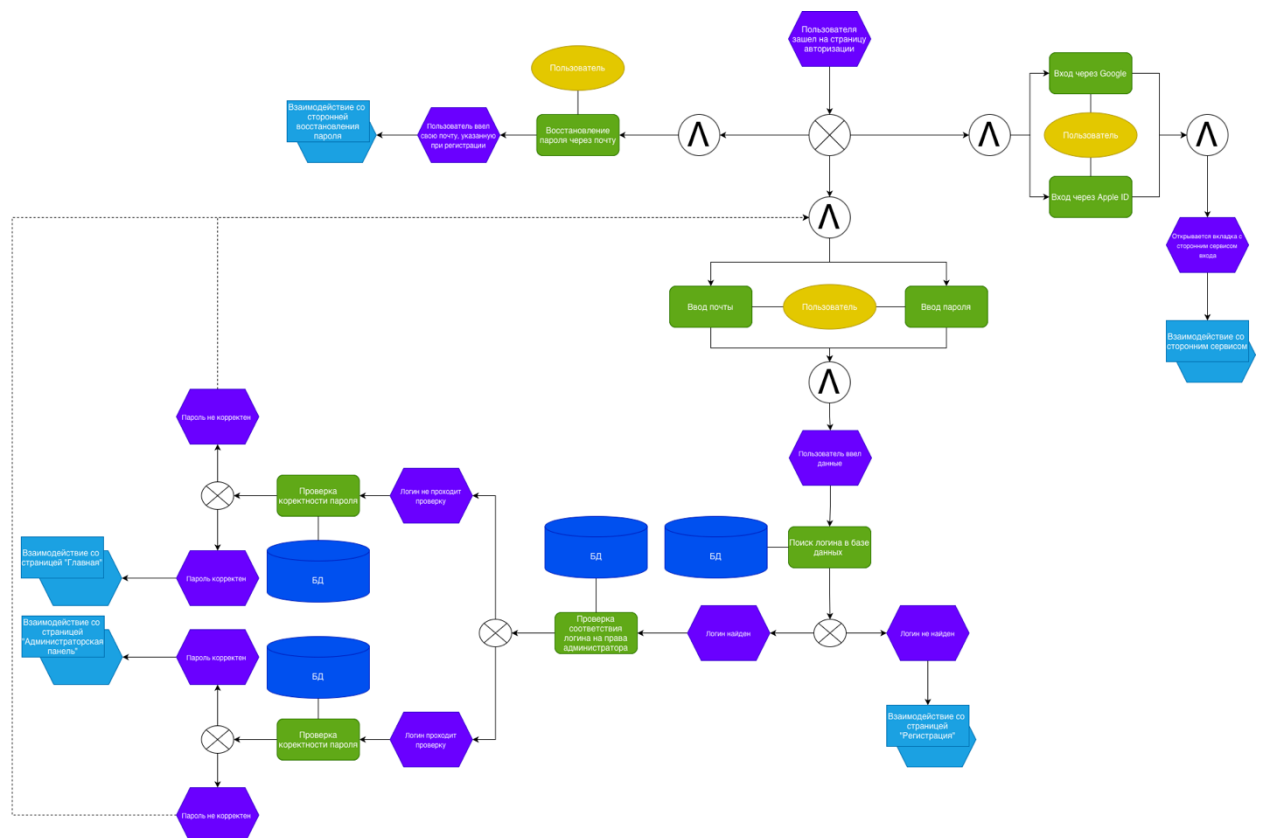 Пользователя
зашел на страницу
авторизации
Пользователь
Вход через Google
Взаимодействие со
сторонней
восстановления
пароля
Пользователь ввел
свою почту, указанную
при регистрации
Восстановление
пароля через почту
Λ
Λ
Пользователь
Λ
Вход через Apple ID
Λ
Открывается вкладка с
сторонним сервисом
входа
Ввод почты
Пользователь
Ввод пароля
Взаимодействие со
сторонним сервисом
Λ
Пароль не корректен
Пользователь ввел
данные
Проверка
коректности пароля
Логин не проходит
проверку
Поиск логина в базе
данных
БД
БД
Взаимодействие со
страницей "Главная"
Пароль корректен
БД
Взаимодействие со
страницей
"Администраторская
панель"
Пароль корректен
БД
Проверка
соответствия
логина на права
администратора
Логин найден
Логин не найден
Проверка
коректности пароля
Логин проходит
проверку
Взаимодействие со
страницей
"Регистрация"
Пароль не корректен